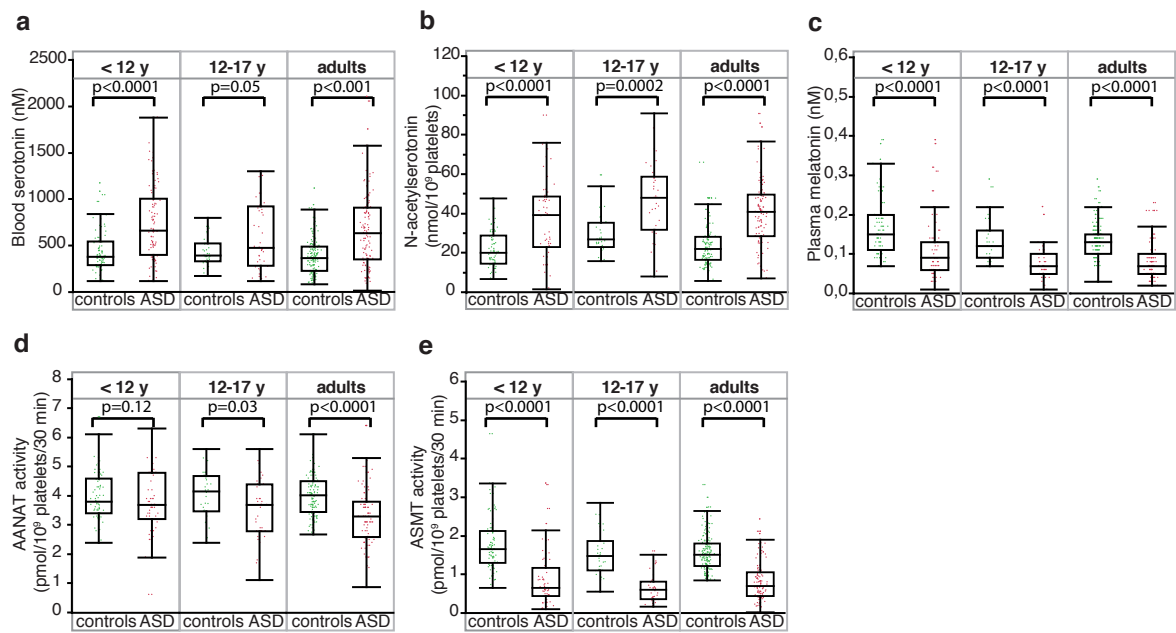 a
Blood serotonin (nM)
2500
2000
1500
1000
500
0
< 12 y 12-17 y adults
p<0.0001 p=0.05 p<0.001
controls ASD controls ASD controls ASD
b
N-acetylserotonin
(nmol/10⁹ platelets)
120
100
80
60
40
20
0
< 12 y 12-17 y adults
p<0.0001 p=0.0002 p<0.0001
controls ASD controls ASD controls ASD
c
Plasma melatonin (nM)
0,6
0,5
0,4
0,3
0,2
0,1
0,0
< 12 y 12-17 y adults
p<0.0001 p<0.0001 p<0.0001
controls ASD controls ASD controls ASD
d
AANAT activity
(pmol/10⁹ platelets/30 min)
8
7
6
5
4
3
2
1
0
< 12 y 12-17 y adults
p=0.12 p=0.03 p<0.0001
controls ASD controls ASD controls ASD
e
ASMT activity
(pmol/10⁹ platelets/30 min)
6
5
4
3
2
1
0
< 12 y 12-17 y adults
p<0.0001 p<0.0001 p<0.0001
controls ASD controls ASD controls ASD